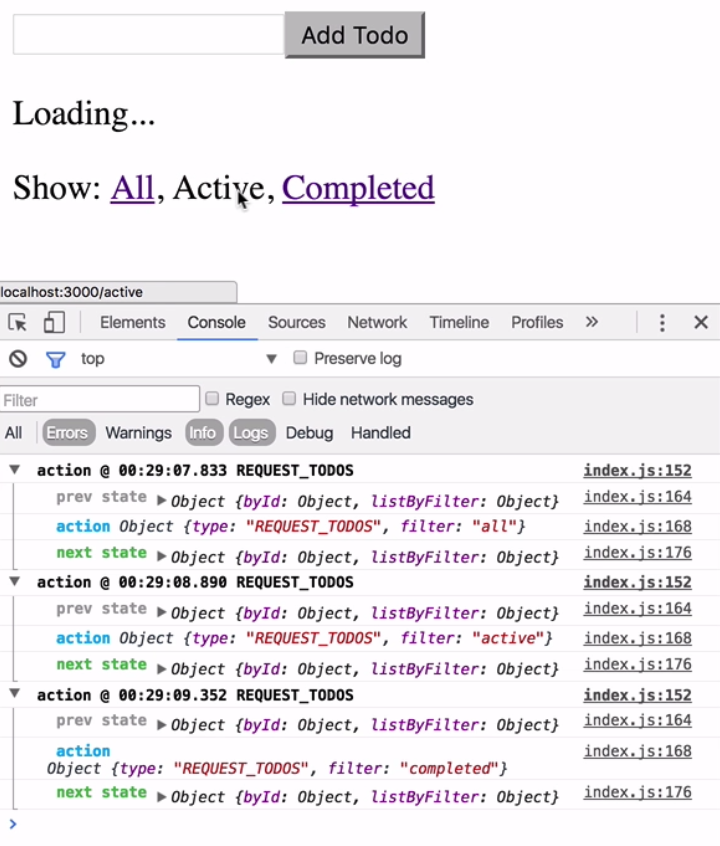 Add Todo
Loading...
Show: All, Active, Completed
localhost:3000/active
Elements Console Sources Network Timeline Profiles »
top Preserve log
Filter Regex Hide network messages
All Errors Warnings Info Logs Debug Handled
action @ 00:29:07.833 REQUEST_TODOS index.js:152
prev state Object {byId: Object, listByFilter: Object} index.js:164
action Object {type: "REQUEST_TODOS", filter: "all"} index.js:168
next state Object {byId: Object, listByFilter: Object} index.js:176
action @ 00:29:08.890 REQUEST_TODOS index.js:152
prev state Object {byId: Object, listByFilter: Object} index.js:164
action Object {type: "REQUEST_TODOS", filter: "active"} index.js:168
next state Object {byId: Object, listByFilter: Object} index.js:176
action @ 00:29:09.352 REQUEST_TODOS index.js:152
prev state Object {byId: Object, listByFilter: Object} index.js:164
action index.js:168
Object {type: "REQUEST_TODOS", filter: "completed"}
next state Object {byId: Object, listByFilter: Object} index.js:176